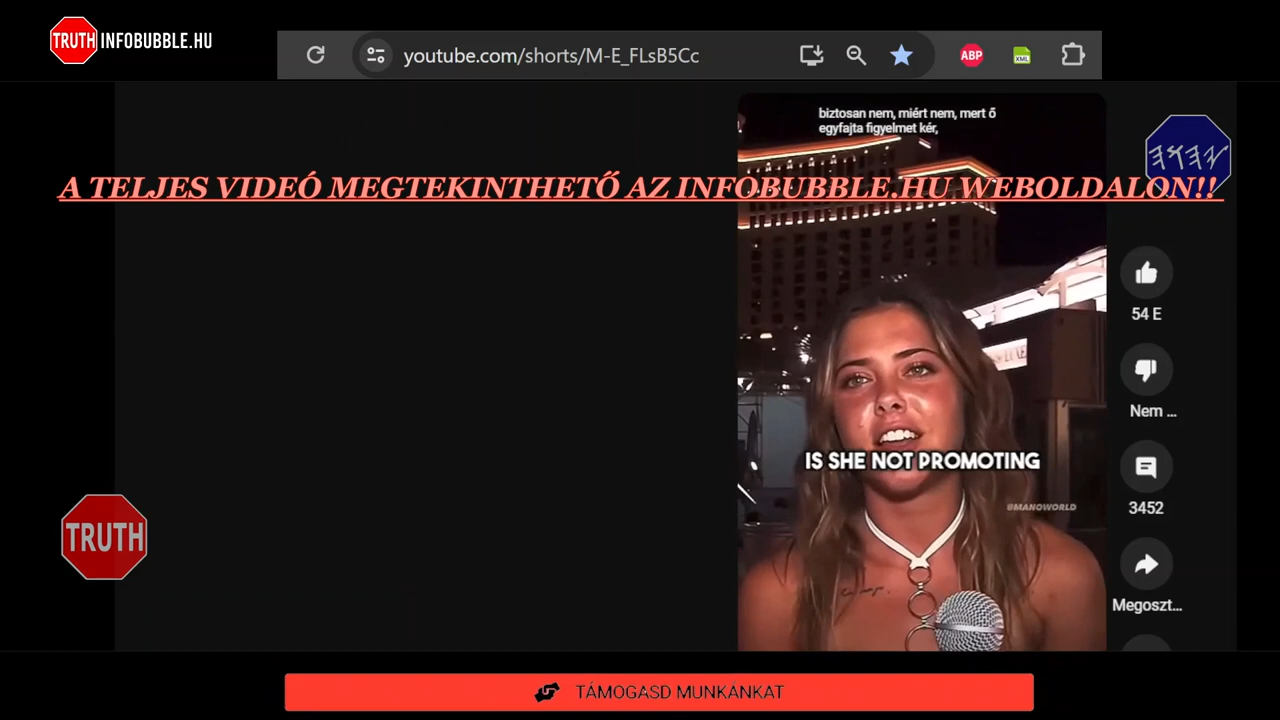 TRUTH INFOBUBBLE.HU
youtube.com/shorts/M-E_FLsB5Cc
ABP
XML
biztosan nem, miért nem, mert ő
egyfajta figyelmet kér,
A TELJES VIDEÓ MEGTEKINTHETŐ AZ INFOBUBBLE.HU WEBOLDALON!!
54 E
Nem ...
IS SHE NOT PROMOTING
3452
@MANOWORLD
TRUTH
Megoszt...
TÁMOGASD MUNKÁNKAT